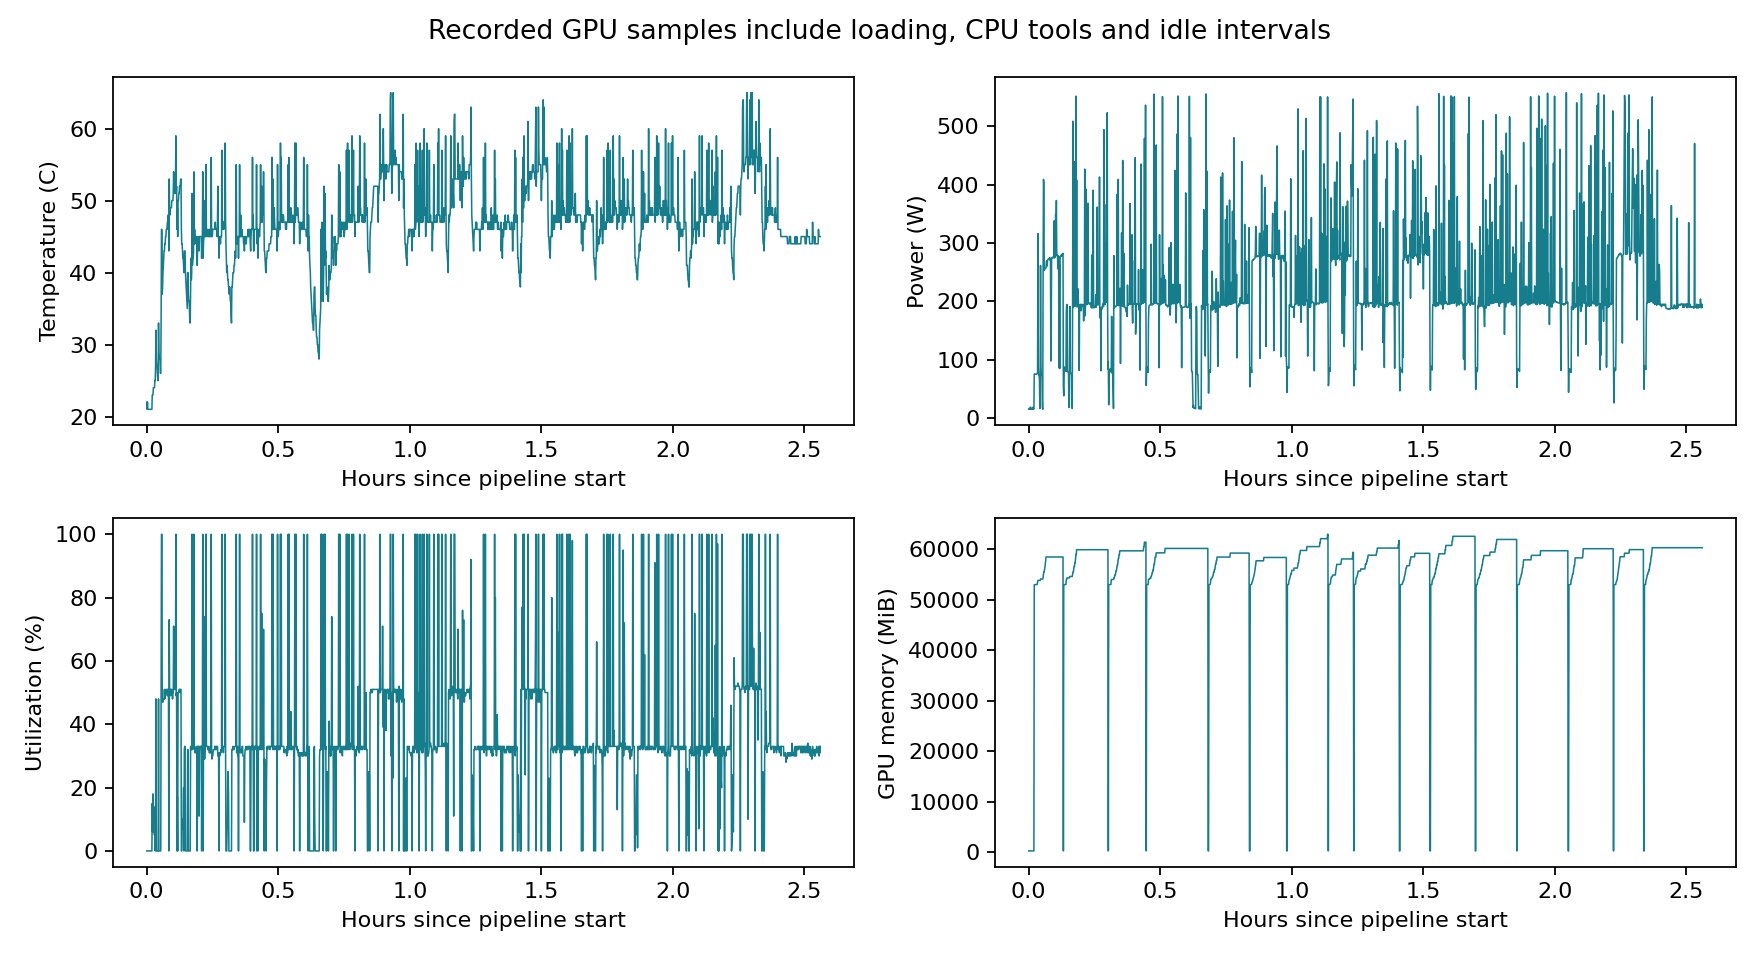 Recorded GPU samples include loading, CPU tools and idle intervals
Temperature (C)
60
50
40
30
20
0.0 0.5 1.0 1.5 2.0 2.5
Hours since pipeline start
Power (W)
500
400
300
200
100
0
0.0 0.5 1.0 1.5 2.0 2.5
Hours since pipeline start
Utilization (%)
100
80
60
40
20
0
0.0 0.5 1.0 1.5 2.0 2.5
Hours since pipeline start
GPU memory (MiB)
60000
50000
40000
30000
20000
10000
0
0.0 0.5 1.0 1.5 2.0 2.5
Hours since pipeline start